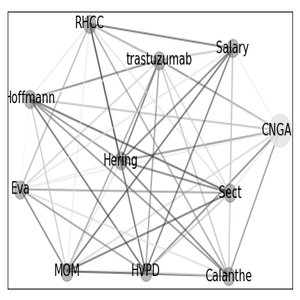 RHCC
Salary
trastuzumab
Hoffmann
CNGA
Hering
Eva
Sect
MOM
HVPD
Calanthe